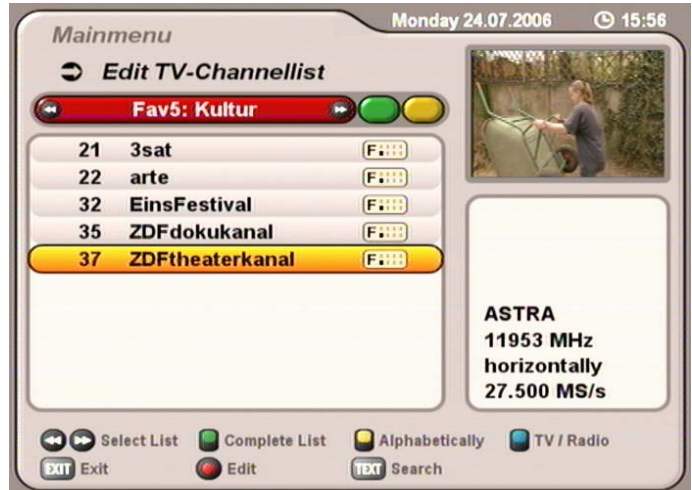 Mainmenu
Monday 24.07.2006 15:56
Edit TV-Channellist
Fav5: Kultur
21 3sat F
22 arte F
32 EinsFestival F
35 ZDFdokukanal F
37 ZDFtheaterkanal F
ASTRA
11953 MHz
horizontally
27.500 MS/s
Select List Complete List Alphabetically TV / Radio
EXIT Exit Edit TEXT Search